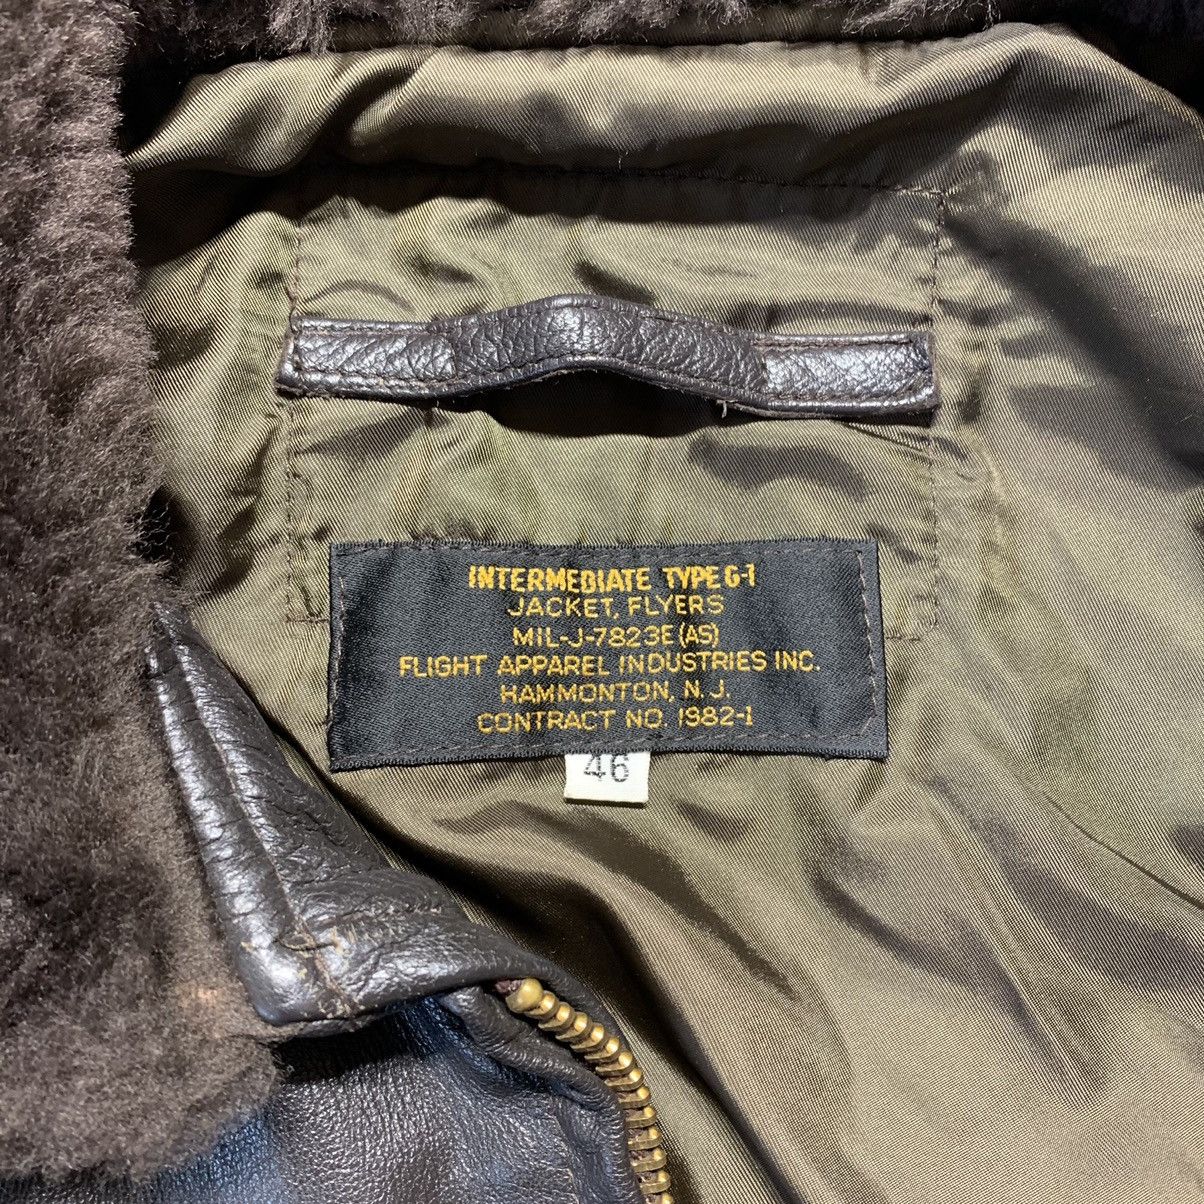 INTERMEDIATE TYPE G-1
JACKET, FLYERS
MIL-J-7823E (AS)
FLIGHT APPAREL INDUSTRIES INC.
HAMMONTON, N. J.
CONTRACT NO. 1982-1
46